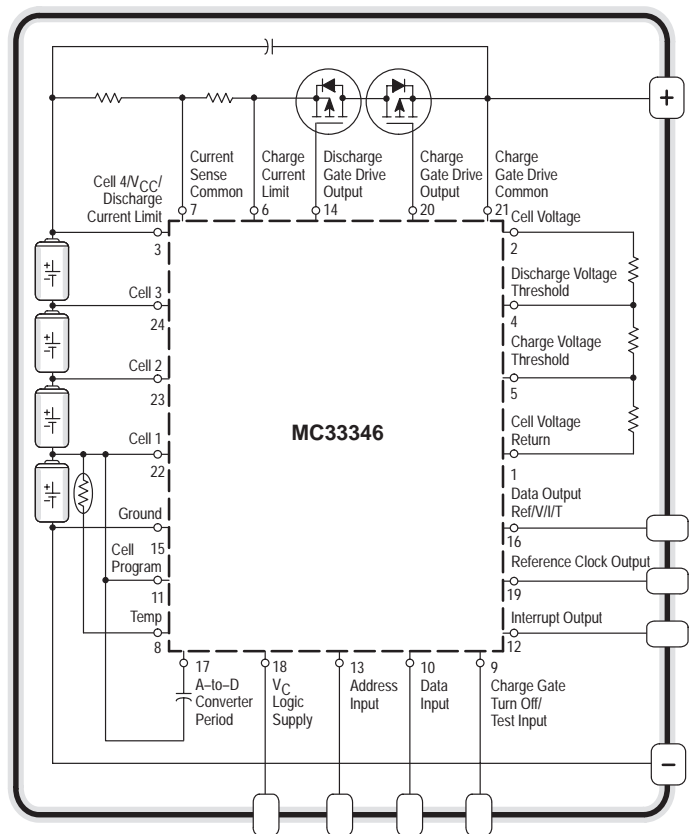 +
Current
Sense
Common
7
Charge
Current
Limit
6
Discharge
Gate Drive
Output
14
Charge
Gate Drive
Output
20
Charge
Gate Drive
Common
21
Cell 4/VCC/
Discharge
Current Limit
3
Cell Voltage
2
+
−
Discharge Voltage
Threshold
4
Cell 3
24
+
−
Charge Voltage
Threshold
5
Cell 2
23
+
−
MC33346
Cell Voltage
Return
1
Cell 1
22
+
−
Data Output
Ref/V/I/T
16
Ground
15
Cell
Program
11
Reference Clock Output
19
Temp
8
Interrupt Output
12
17
A–to–D
Converter
Period
18
VC
Logic
Supply
13
Address
Input
10
Data
Input
9
Charge Gate
Turn Off/
Test Input
−